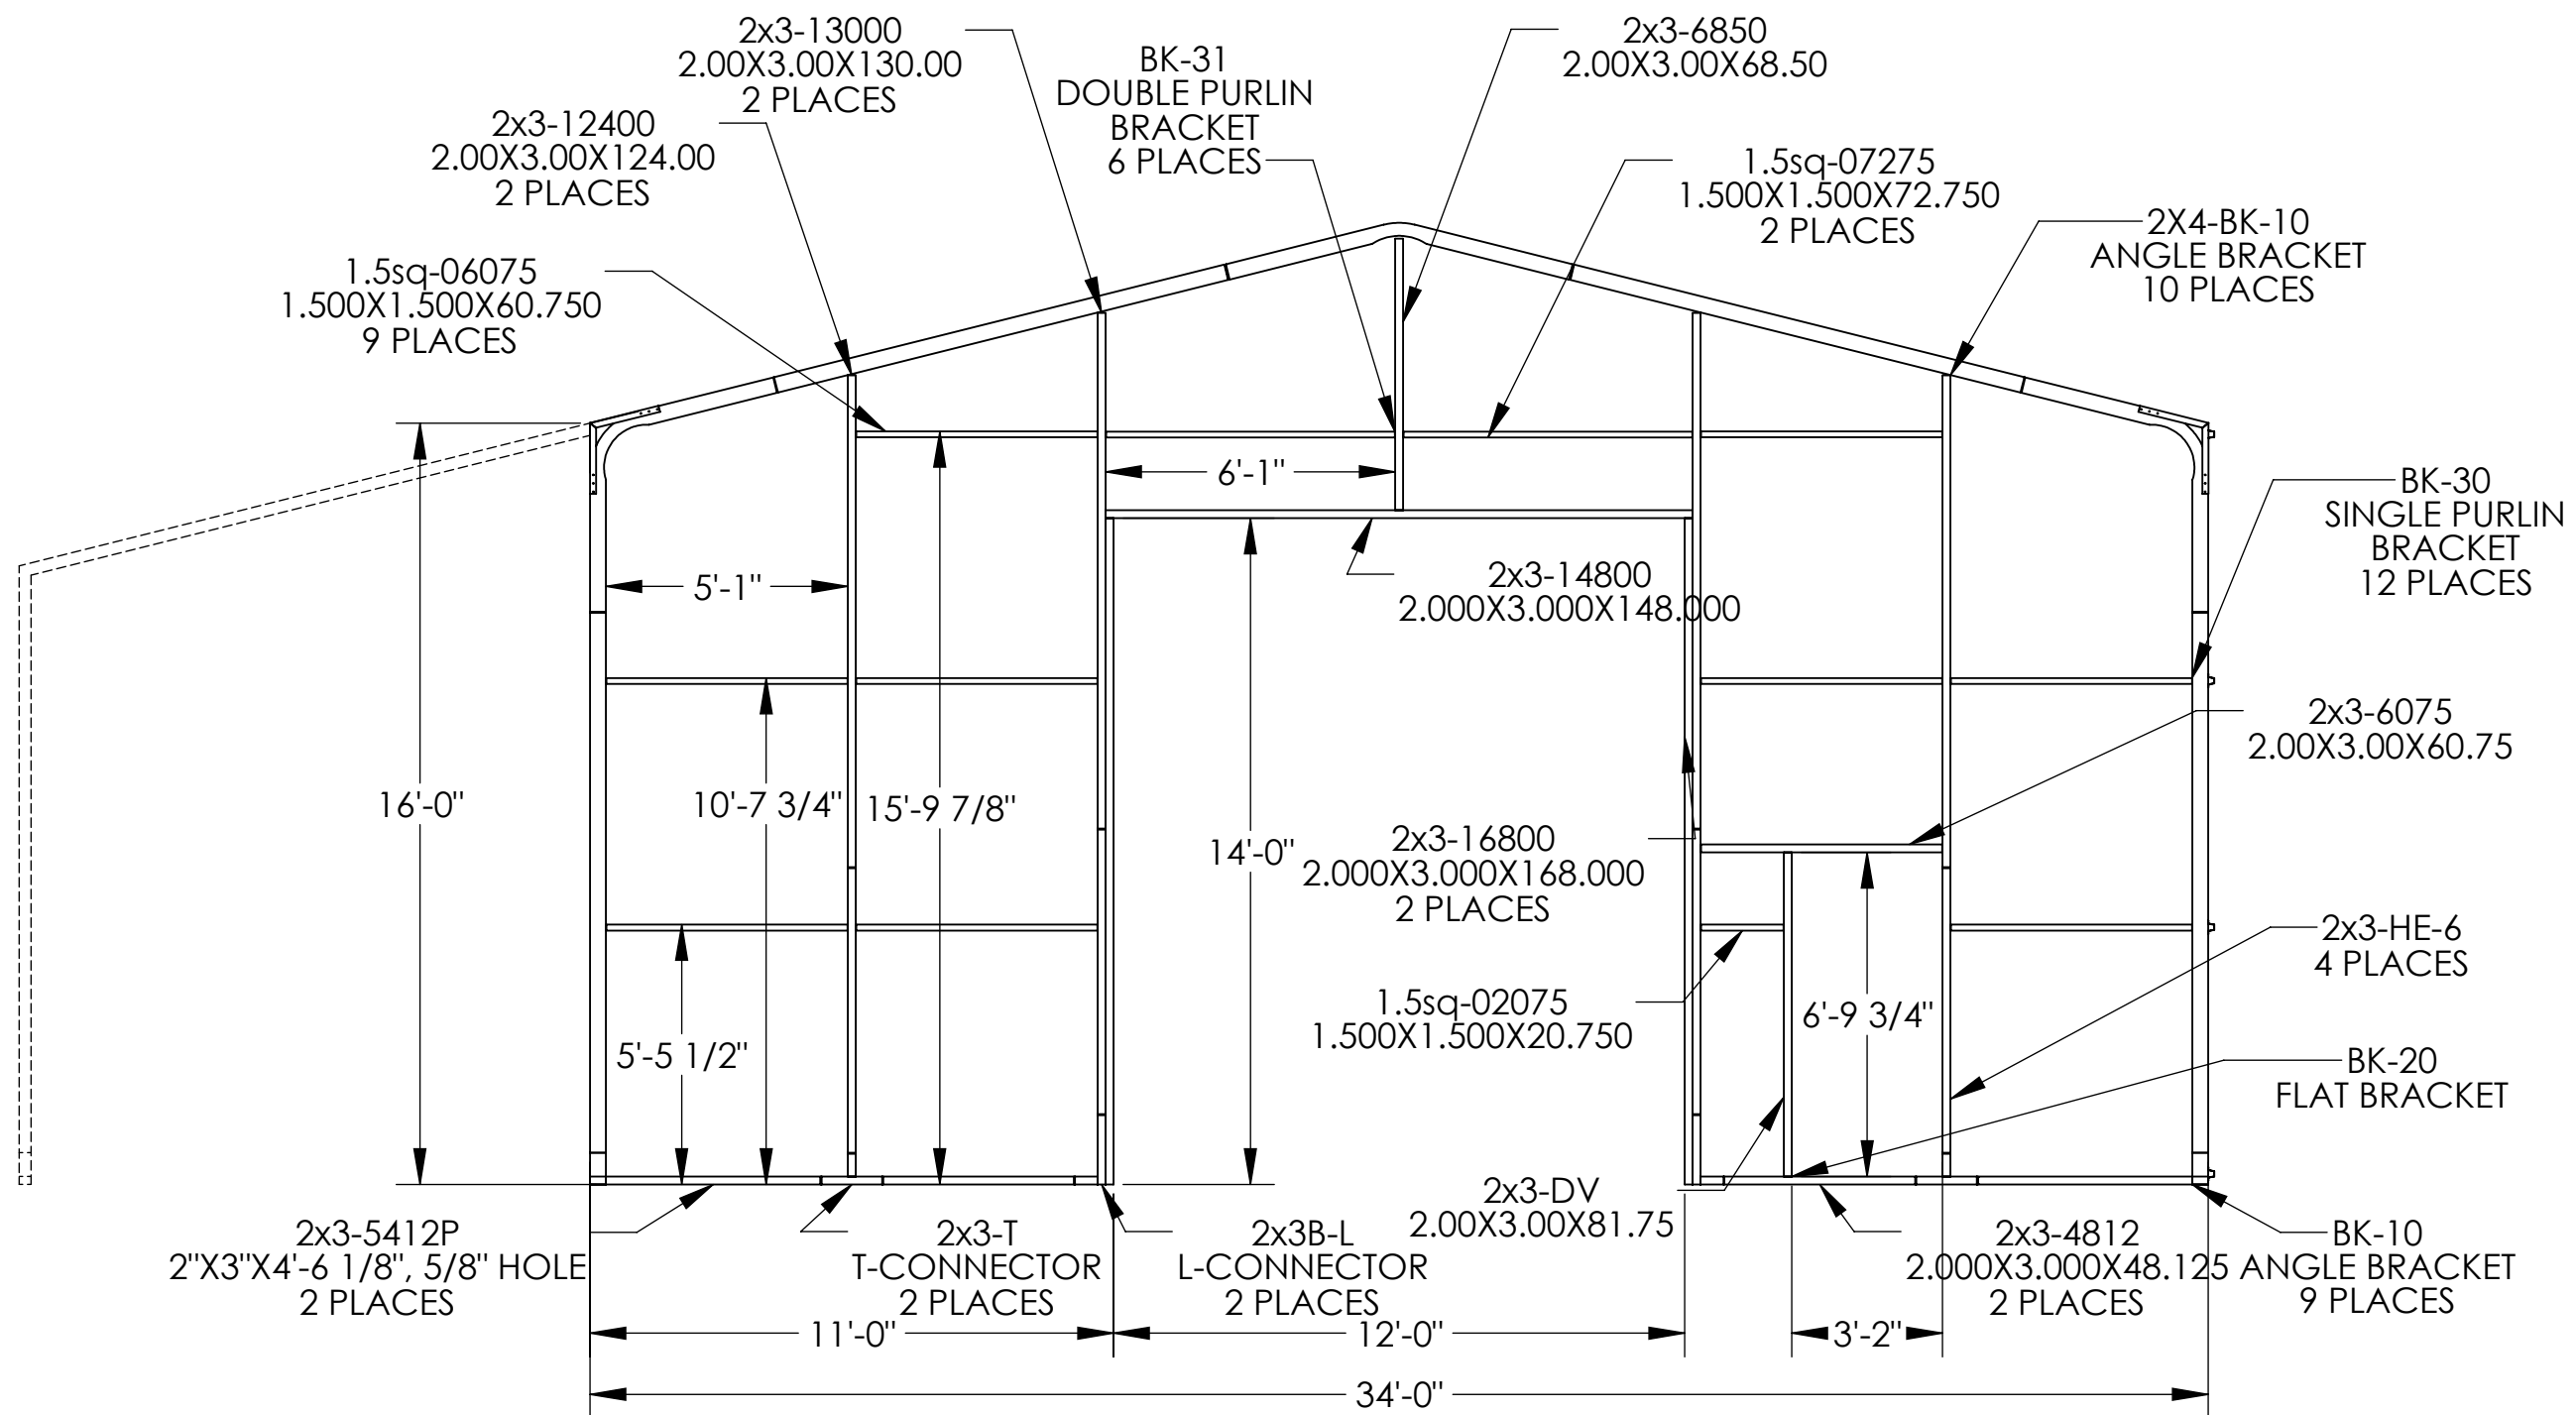 2x3-13000
2.00X3.00X130.00
2 PLACES
BK-31
DOUBLE PURLIN
BRACKET
6 PLACES
2x3-6850
2.00X3.00X68.50
2x3-12400
2.00X3.00X124.00
2 PLACES
1.5sq-07275
1.500X1.500X72.750
2 PLACES
2X4-BK-10
ANGLE BRACKET
10 PLACES
1.5sq-06075
1.500X1.500X60.750
9 PLACES
6'-1"
BK-30
SINGLE PURLIN
BRACKET
12 PLACES
5'-1"
2x3-14800
2.000X3.000X148.000
2x3-6075
2.00X3.00X60.75
16'-0"
10'-7 3/4"
15'-9 7/8"
14'-0"
2x3-16800
2.000X3.000X168.000
2 PLACES
2x3-HE-6
4 PLACES
1.5sq-02075
1.500X1.500X20.750
6'-9 3/4"
5'-5 1/2"
BK-20
FLAT BRACKET
2x3-DV
2.00X3.00X81.75
2x3-5412P
2"X3"X4'-6 1/8", 5/8" HOLE
2 PLACES
2x3-T
T-CONNECTOR
2 PLACES
2x3B-L
L-CONNECTOR
2 PLACES
2x3-4812
2.000X3.000X48.125
2 PLACES
BK-10
ANGLE BRACKET
9 PLACES
11'-0"
12'-0"
3'-2"
34'-0"